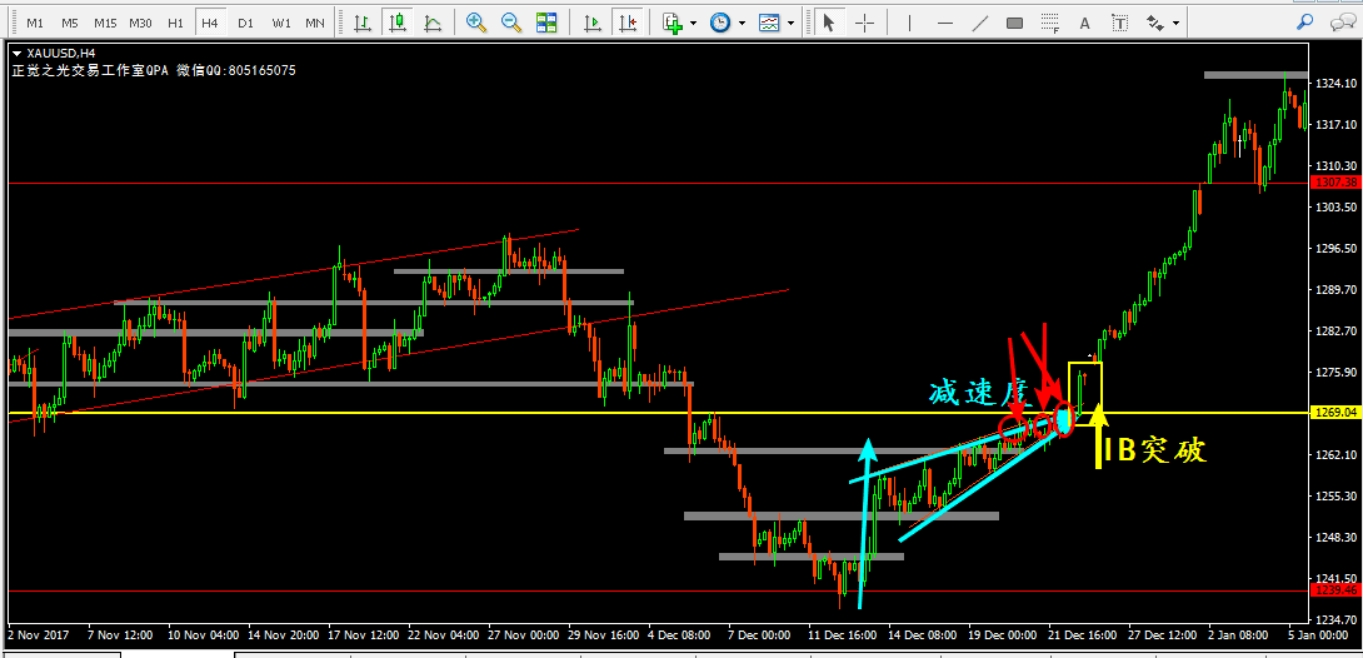 M1 M5 M15 M30 H1 H4 D1 W1 MN
XAUUSD,H4
正觉之光交易工作室QPA 微信QQ:805165075
1324.10
1317.10
1310.30
1307.38
1303.50
1296.50
1289.70
1282.70
1275.90
减速度
1269.04
IB突破
1262.10
1255.30
1248.30
1241.50
1239.46
1234.70
2 Nov 2017 7 Nov 12:00 10 Nov 04:00 14 Nov 20:00 17 Nov 12:00 22 Nov 04:00 27 Nov 00:00 29 Nov 16:00 4 Dec 08:00 7 Dec 00:00 11 Dec 16:00 14 Dec 08:00 19 Dec 00:00 21 Dec 16:00 27 Dec 12:00 2 Jan 08:00 5 Jan 00:00